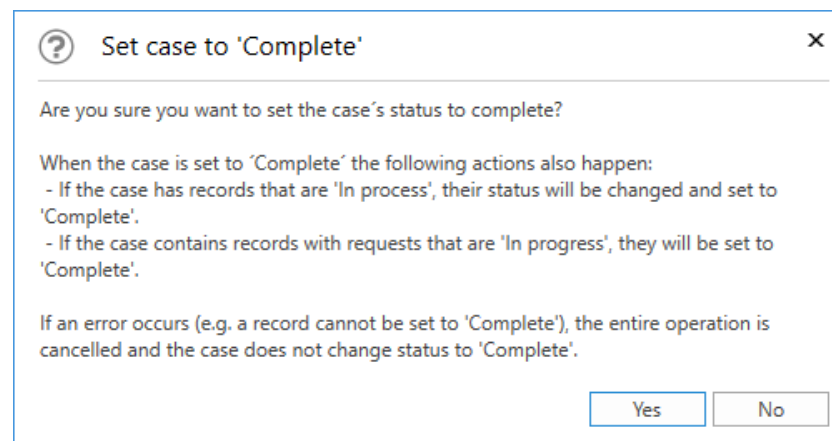 Set case to 'Complete'
Are you sure you want to set the case´s status to complete?
When the case is set to ´Complete´ the following actions also happen:
- If the case has records that are 'In process', their status will be changed and set to
'Complete'.
- If the case contains records with requests that are 'In progress', they will be set to
'Complete'.
If an error occurs (e.g. a record cannot be set to 'Complete'), the entire operation is
cancelled and the case does not change status to 'Complete'.
Yes No